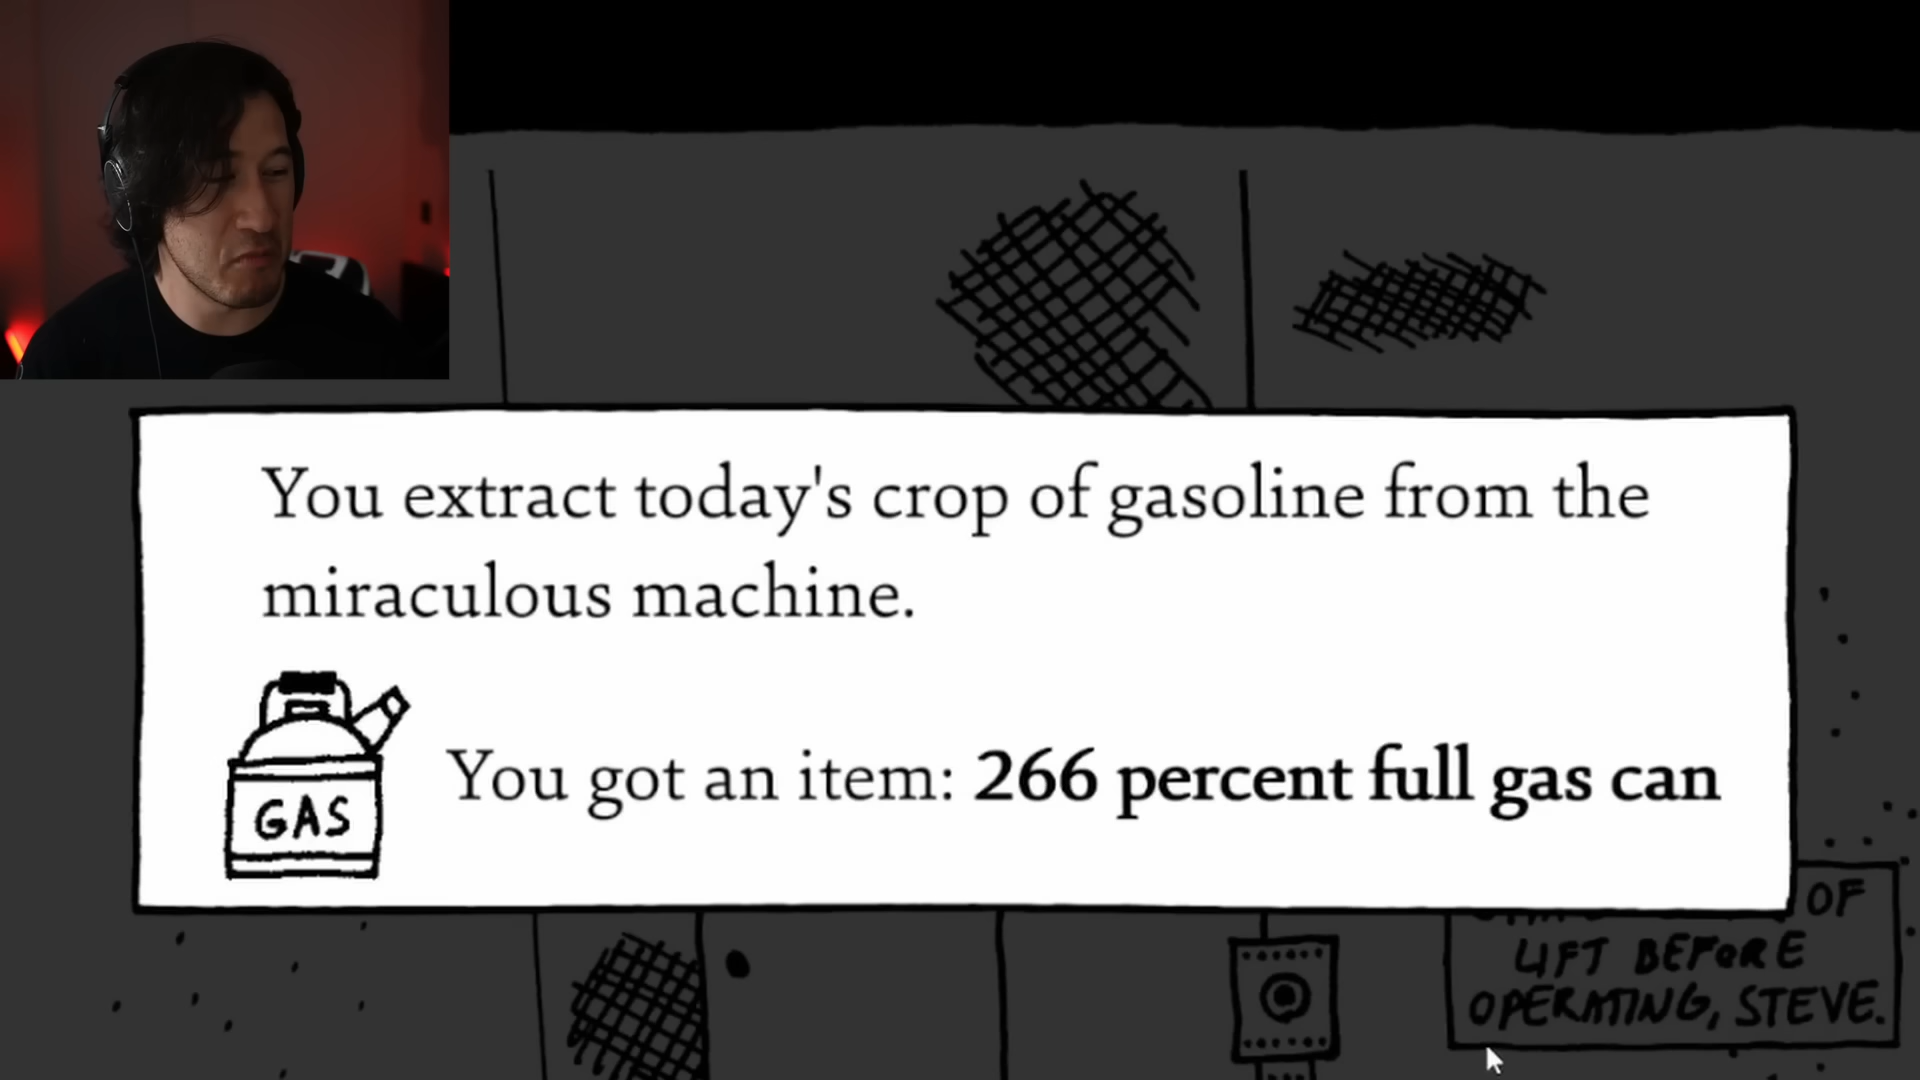 You extract today's crop of gasoline from the
miraculous machine.
GAS
You got an item: 266 percent full gas can
OF
LIFT BEFORE
OPERATING, STEVE.